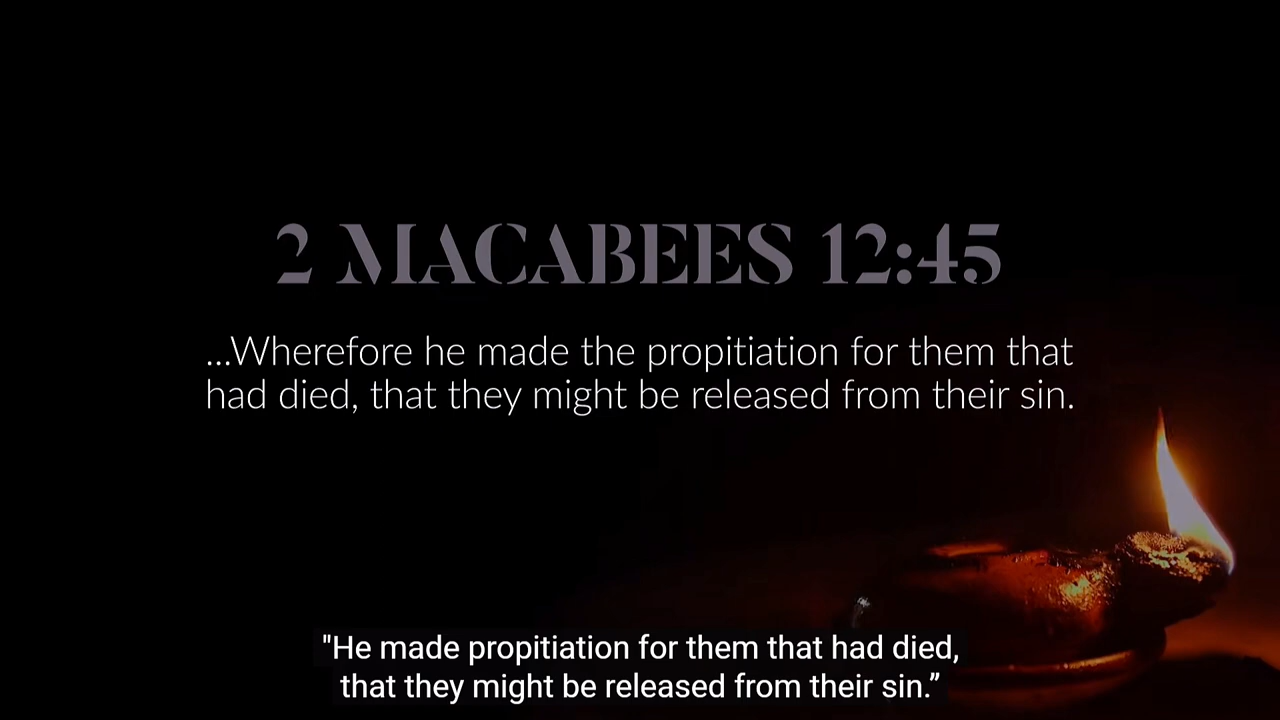 2 MACABEES 12:45
...Wherefore he made the propitiation for them that
had died, that they might be released from their sin.
"He made propitiation for them that had died,
that they might be released from their sin.”